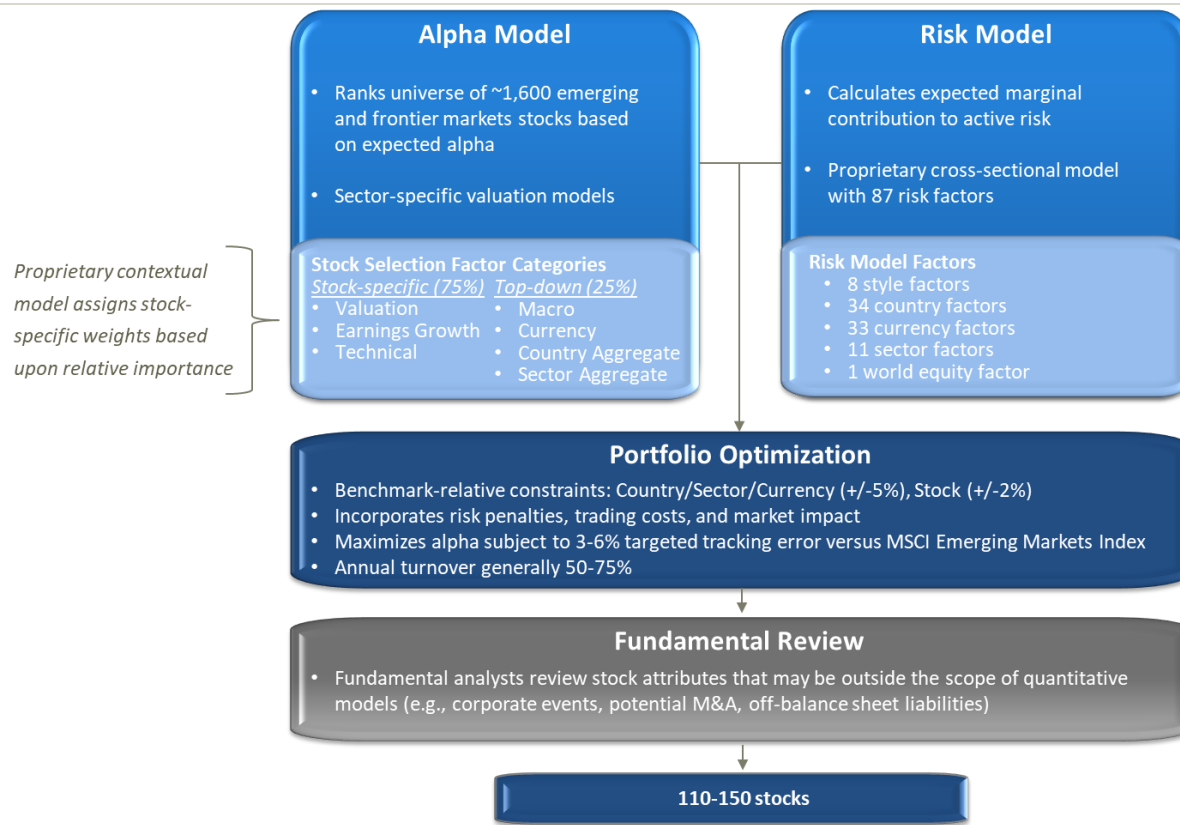 Alpha Model
• Ranks universe of ~1,600 emerging
and frontier markets stocks based
on expected alpha
• Sector-specific valuation models
Stock Selection Factor Categories
Stock-specific (75%) Top-down (25%)
• Valuation • Macro
• Earnings Growth • Currency
• Technical • Country Aggregate
• Sector Aggregate
Proprietary contextual
model assigns stock-
specific weights based
upon relative importance
Risk Model
• Calculates expected marginal
contribution to active risk
• Proprietary cross-sectional model
with 87 risk factors
Risk Model Factors
• 8 style factors
• 34 country factors
• 33 currency factors
• 11 sector factors
• 1 world equity factor
Portfolio Optimization
• Benchmark-relative constraints: Country/Sector/Currency (+/-5%), Stock (+/-2%)
• Incorporates risk penalties, trading costs, and market impact
• Maximizes alpha subject to 3-6% targeted tracking error versus MSCI Emerging Markets Index
• Annual turnover generally 50-75%
Fundamental Review
• Fundamental analysts review stock attributes that may be outside the scope of quantitative
models (e.g., corporate events, potential M&A, off-balance sheet liabilities)
110-150 stocks